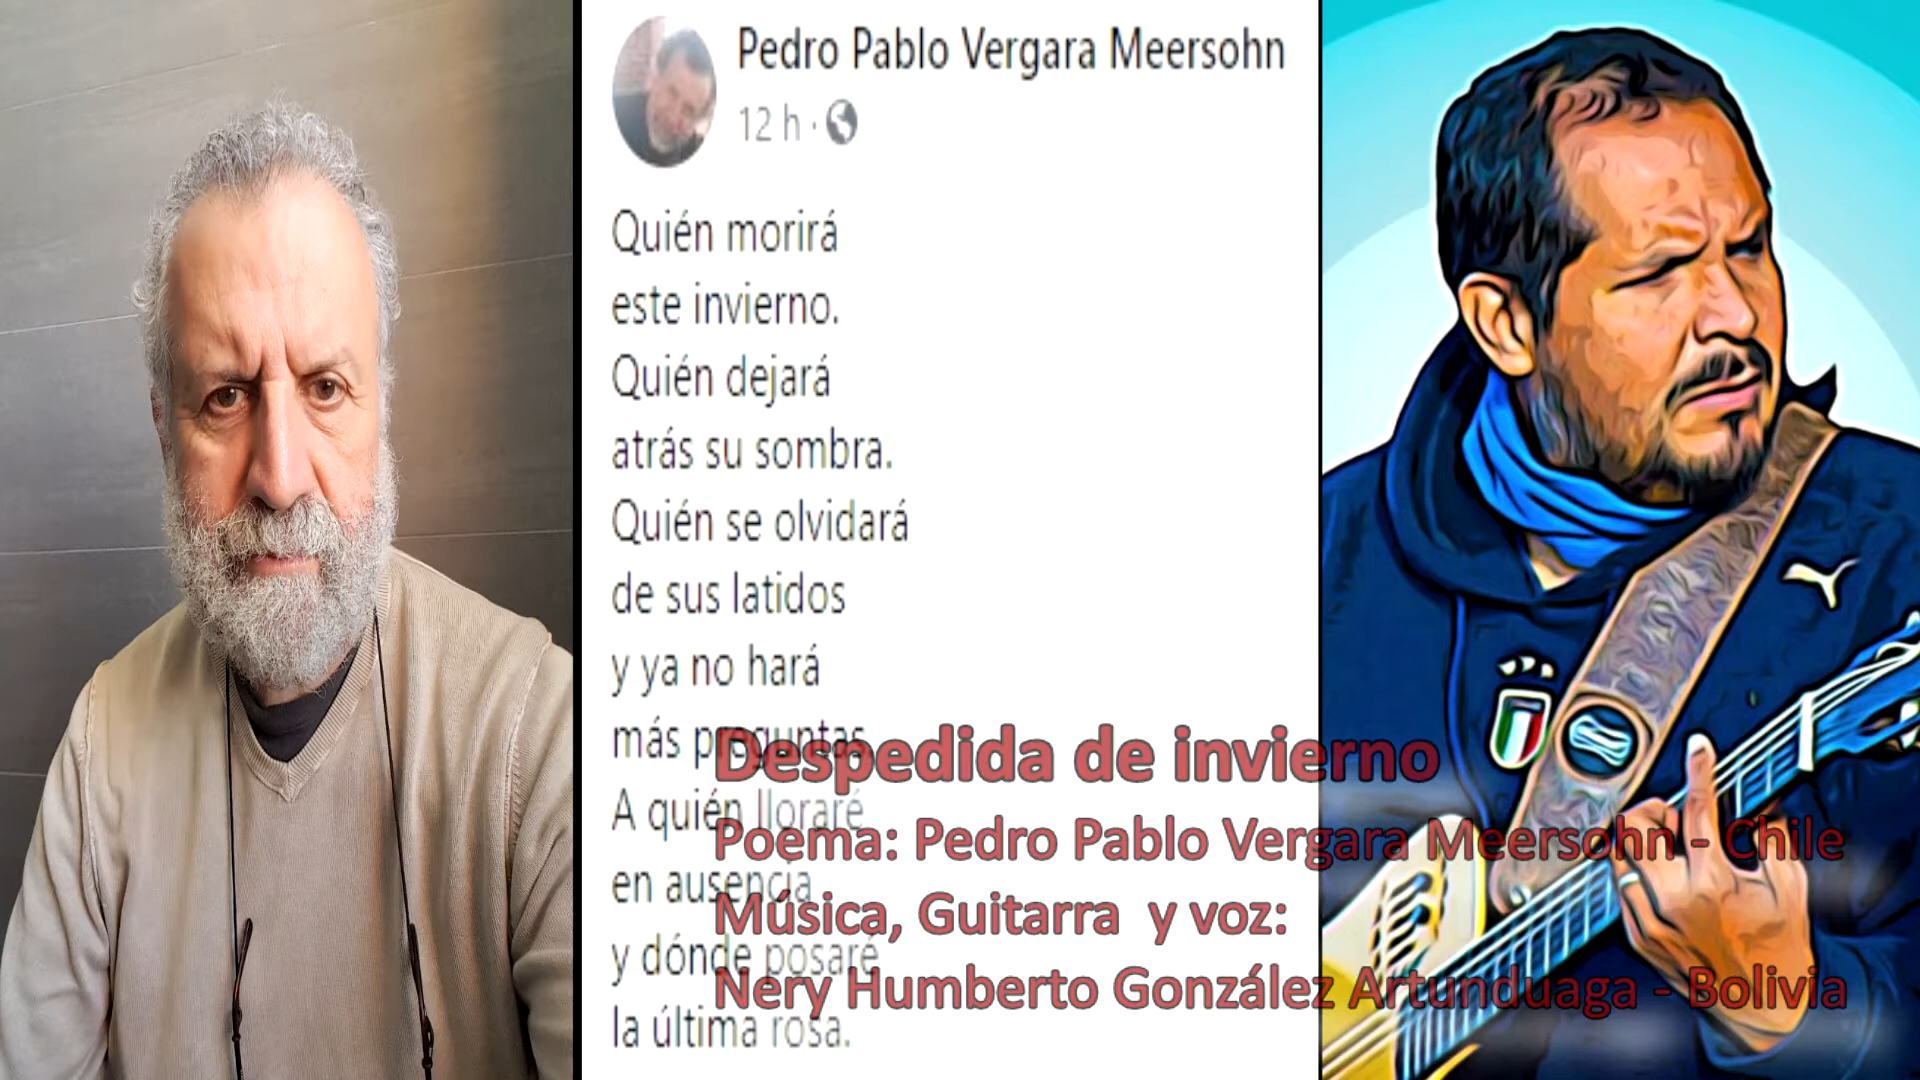 Pedro Pablo Vergara Meersohn
12 h ·
Quién morirá
este invierno.
Quién dejará
atrás su sombra.
Quién se olvidará
de sus latidos
y ya no hará
más preguntas.
A quién lloraré
en ausencia
y dónde posaré
la última rosa.
Despedida de invierno
Poema: Pedro Pablo Vergara Meersohn - Chile
Música, Guitarra y voz:
Nery Humberto González Artunduaga - Bolivia